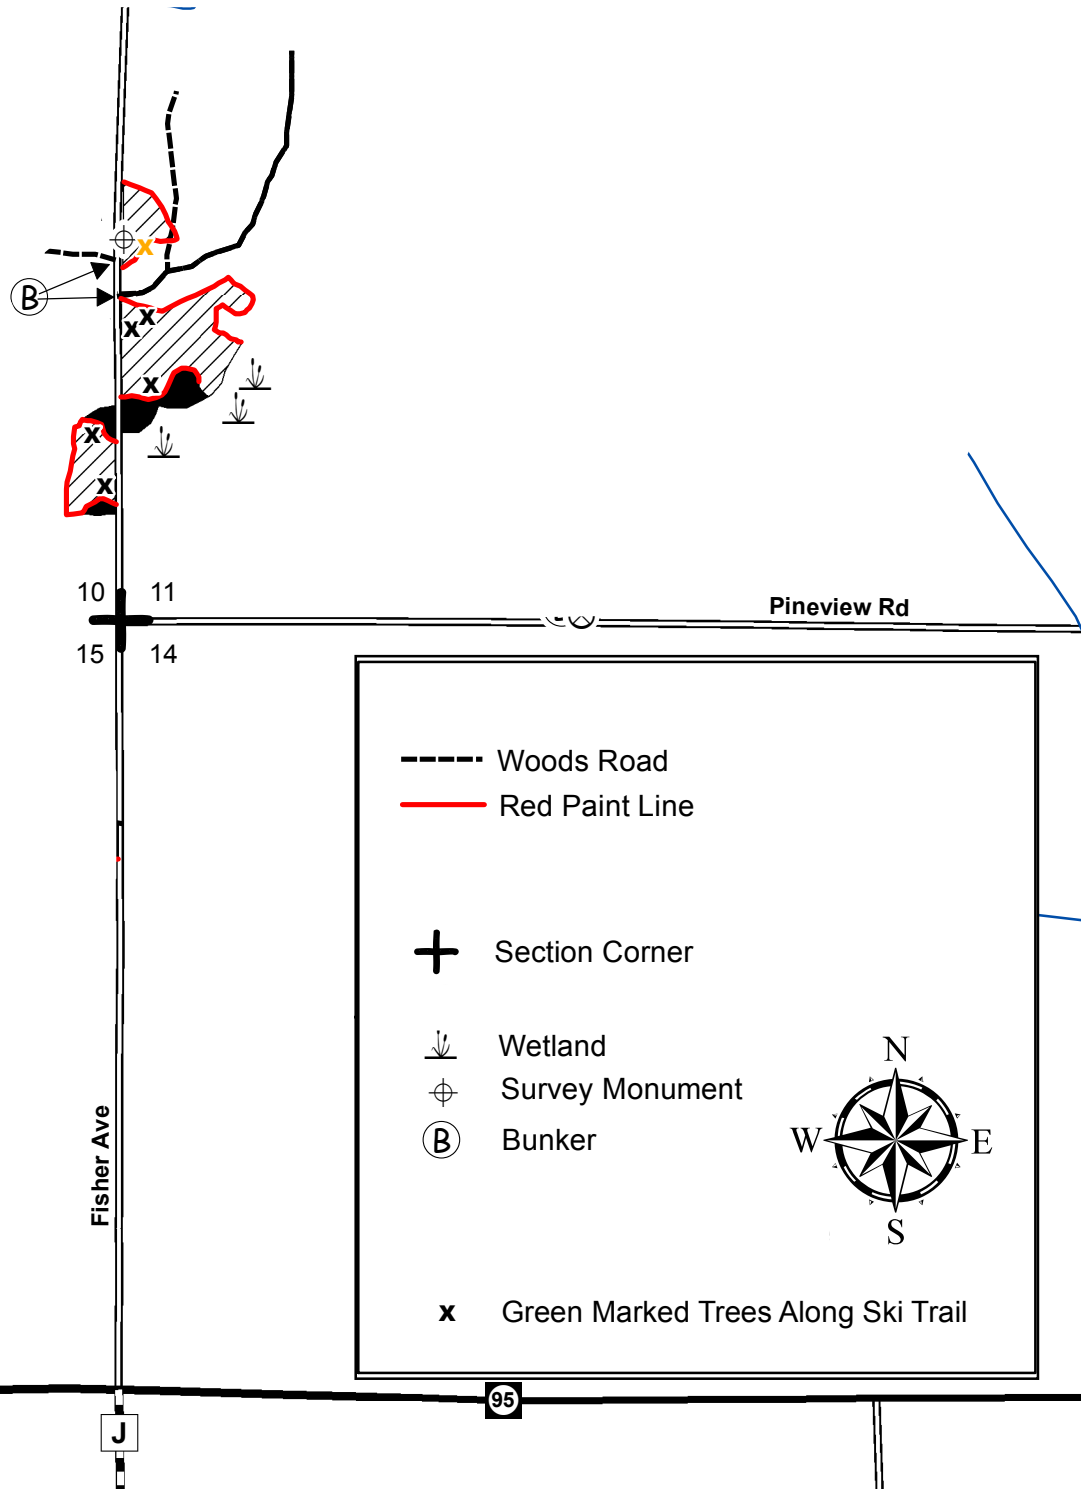 B
x
x
x
x
x
x
10 11
15 14
Pineview Rd
Woods Road
Red Paint Line
Section Corner
Wetland
Survey Monument
B Bunker
N
W E
S
x Green Marked Trees Along Ski Trail
Fisher Ave
95
J